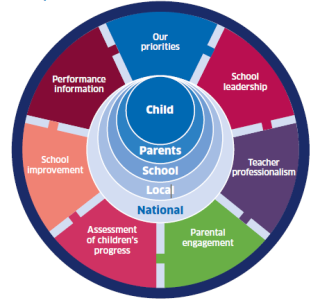 Our
priorities
Performance
information
School
leadership
Child
Parents
School
Local
National
School
improvement
Teacher
professionalism
Assessment
of children's
progress
Parental
engagement